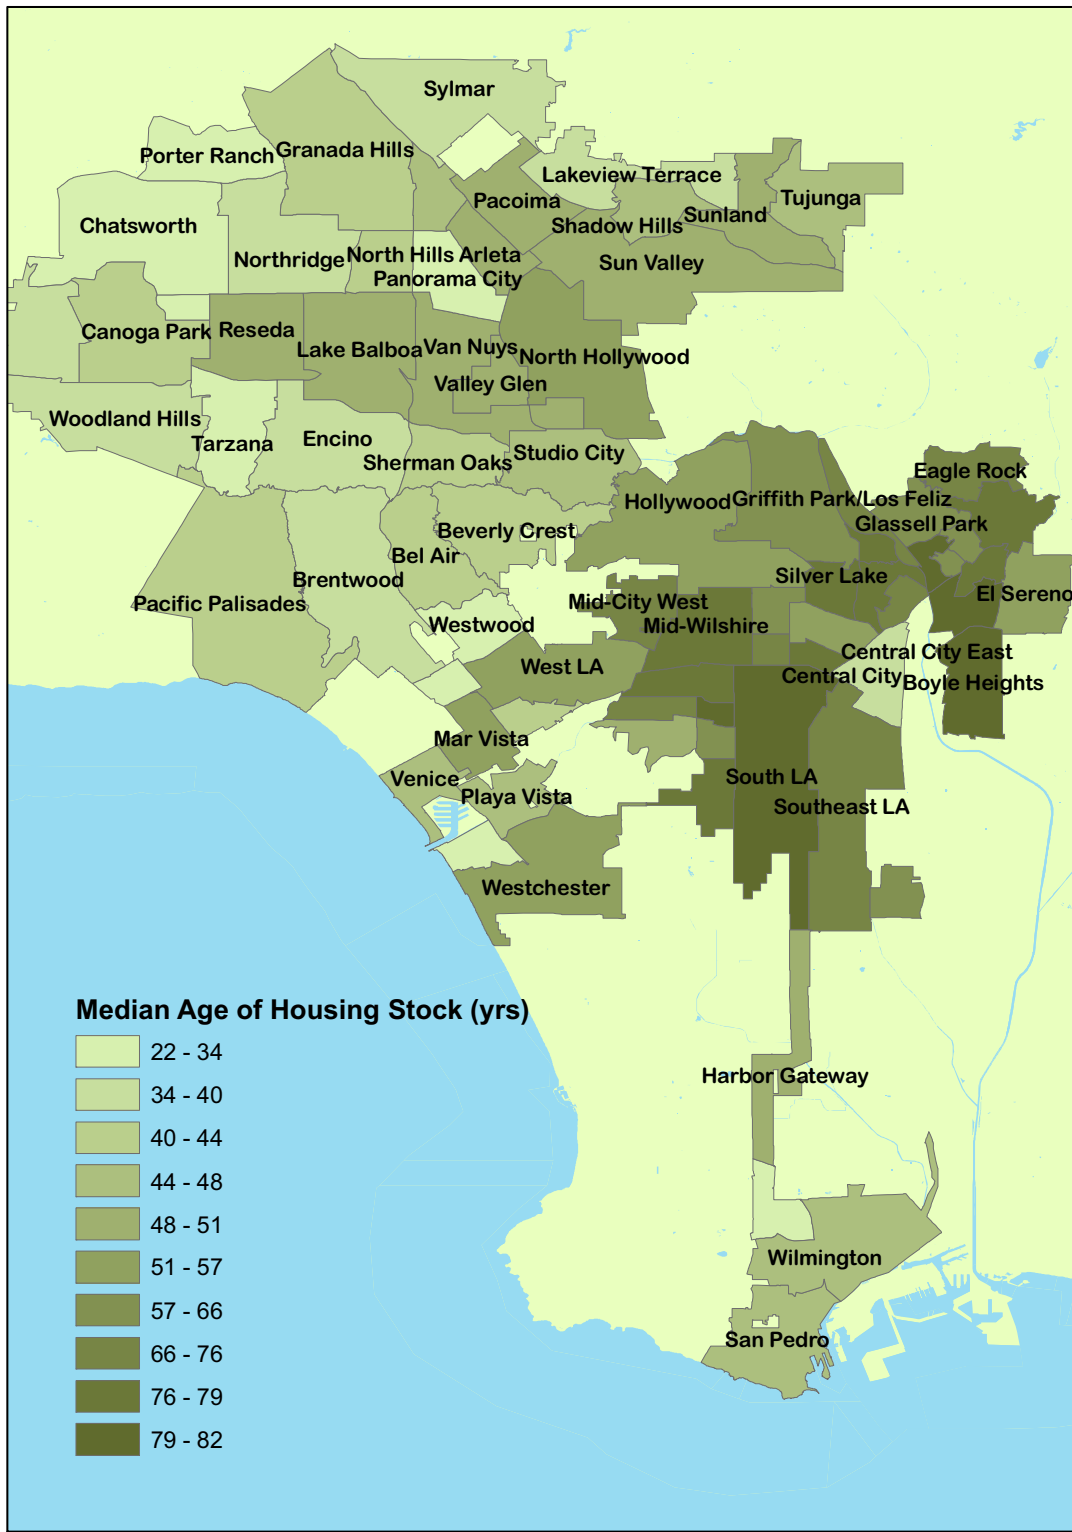 Sylmar
Porter Ranch
Granada Hills
Lakeview Terrace
Pacoima
Tujunga
Chatsworth
Shadow Hills
Sunland
Northridge
North Hills
Arleta
Sun Valley
Panorama City
Canoga Park
Reseda
Lake Balboa
Van Nuys
North Hollywood
Valley Glen
Woodland Hills
Tarzana
Encino
Sherman Oaks
Studio City
Eagle Rock
Hollywood
Griffith Park/Los Feliz
Glassell Park
Beverly Crest
Bel Air
Brentwood
Silver Lake
El Sereno
Pacific Palisades
Mid-City West
Westwood
Mid-Wilshire
Central City East
West LA
Central City
Boyle Heights
Mar Vista
Venice
South LA
Playa Vista
Southeast LA
Westchester
Median Age of Housing Stock (yrs)
22 - 34
34 - 40
40 - 44
44 - 48
48 - 51
51 - 57
57 - 66
66 - 76
76 - 79
79 - 82
Harbor Gateway
Wilmington
San Pedro